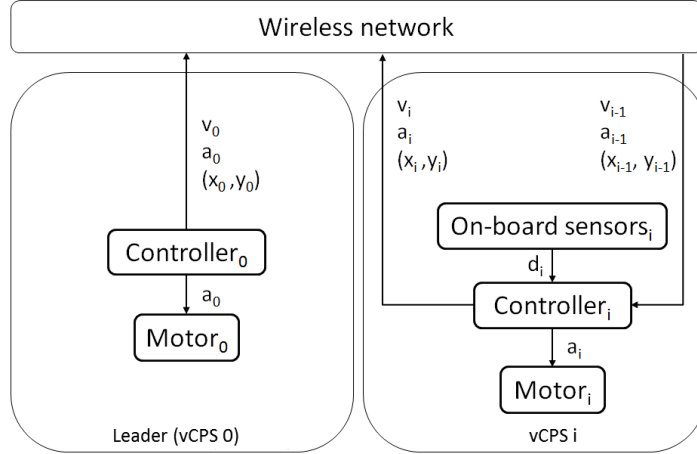 Wireless network
v₀
a₀
(x₀ ,y₀)
Controller₀
a₀
Motor₀
Leader (vCPS 0)
vᵢ
aᵢ
(xᵢ ,yᵢ)
vᵢ₋₁
aᵢ₋₁
(xᵢ₋₁, yᵢ₋₁)
On-board sensorsᵢ
dᵢ
Controllerᵢ
aᵢ
Motorᵢ
vCPS i